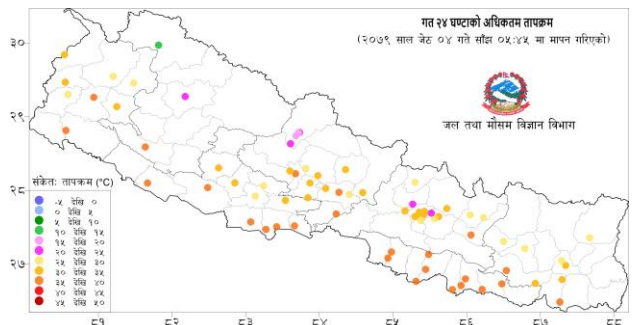 गत २४ घण्टाको अधिकतम तापक्रम
(२०७९ साल जेठ ०४ गते साँझ ०५:४५ मा मापन गरिएको)
जल तथा मौसम विज्ञान विभाग
३०
२९
२८
२७
संकेतः तापक्रम (°C)
-५ देखि ०
० देखि ५
५ देखि १०
१० देखि १५
१५ देखि २०
२० देखि २५
२५ देखि ३०
३० देखि ३५
३५ देखि ४०
४० देखि ४५
४५ देखि ५०
८१ ८२ ८३ ८४ ८५ ८६ ८७ ८८